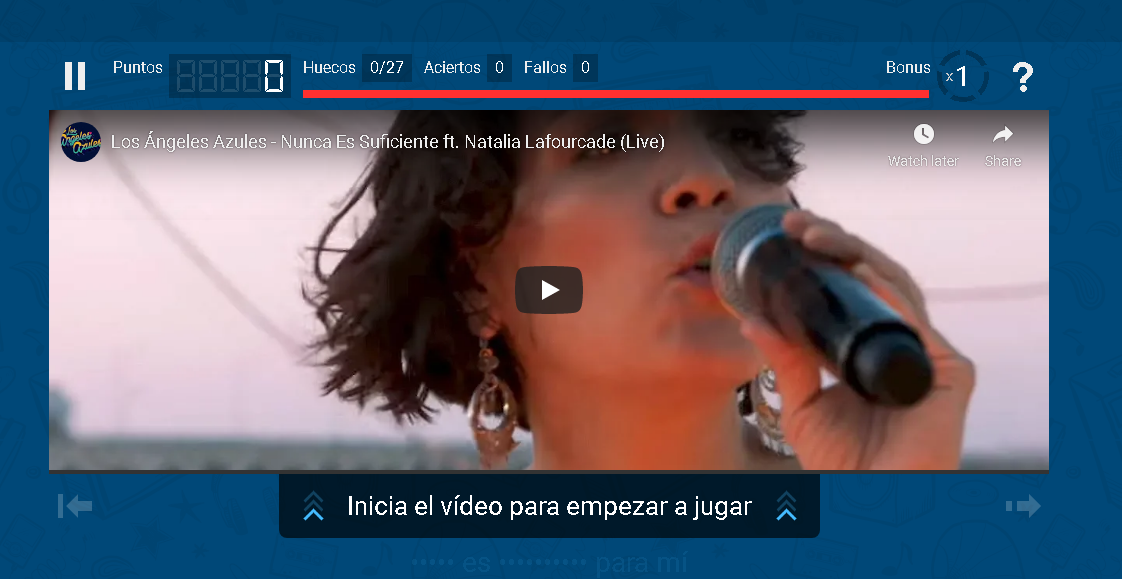 Puntos 0 Huecos 0/27 Aciertos 0 Fallos 0 Bonus x1 ?
Los Ángeles Azules
Los Ángeles Azules - Nunca Es Suficiente ft. Natalia Lafourcade (Live)
Watch later Share
Inicia el vídeo para empezar a jugar
••••• es •••••••••• para mí